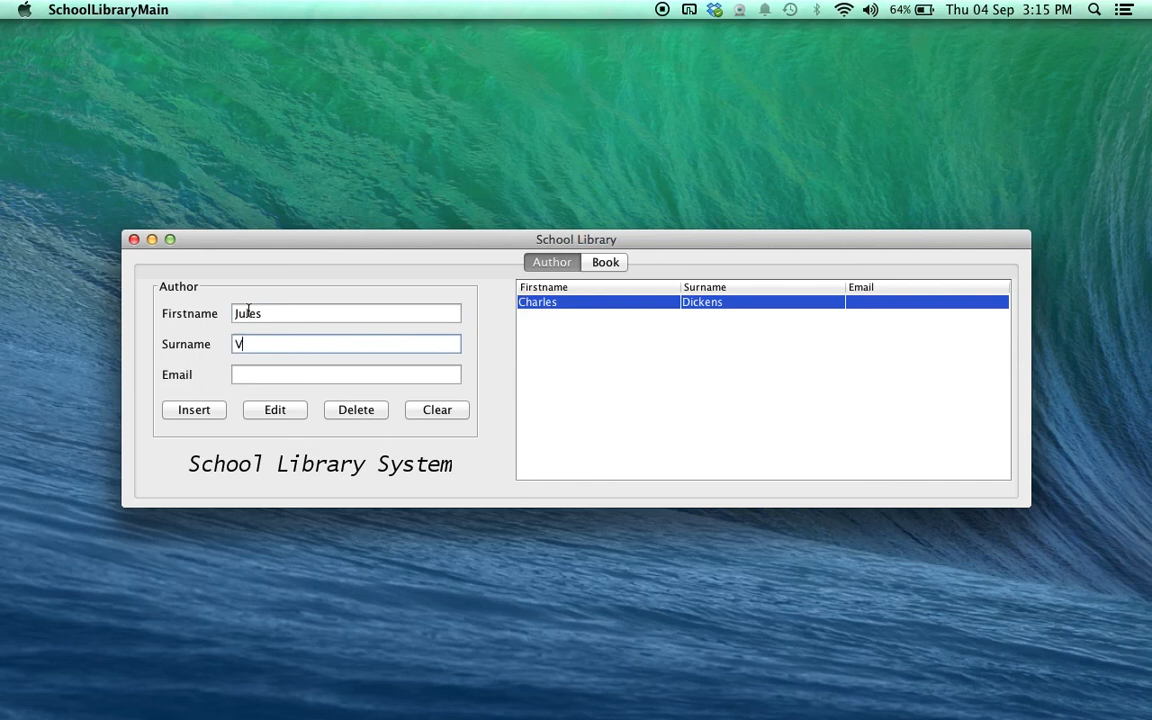 SchoolLibraryMain 64% Thu 04 Sep 3:15 PM
School Library
Author Book
Author
Firstname Jules
Surname V
Email
Insert Edit Delete Clear
School Library System
Firstname Surname Email
Charles Dickens